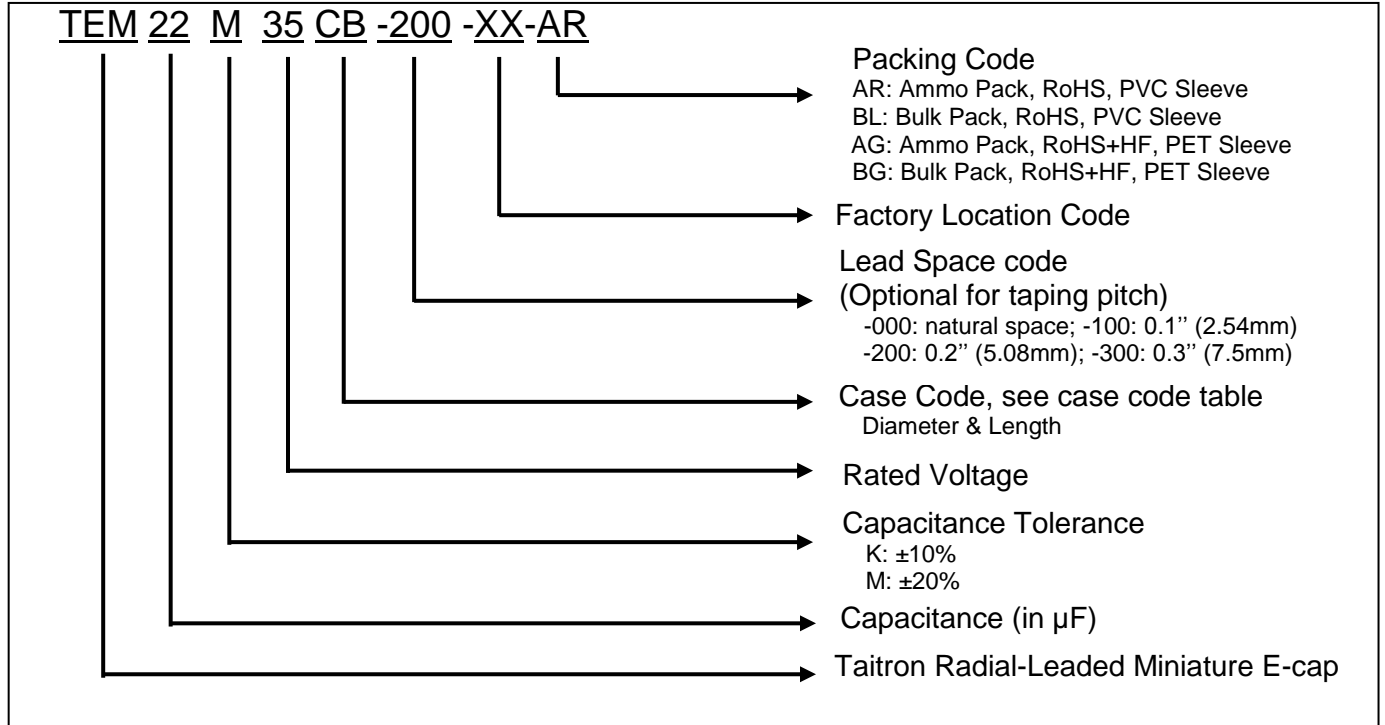 TEM 22 M 35 CB -200 -XX-AR
Packing Code
AR: Ammo Pack, RoHS, PVC Sleeve
BL: Bulk Pack, RoHS, PVC Sleeve
AG: Ammo Pack, RoHS+HF, PET Sleeve
BG: Bulk Pack, RoHS+HF, PET Sleeve
Factory Location Code
Lead Space code
(Optional for taping pitch)
-000: natural space; -100: 0.1’’ (2.54mm)
-200: 0.2’’ (5.08mm); -300: 0.3’’ (7.5mm)
Case Code, see case code table
Diameter & Length
Rated Voltage
Capacitance Tolerance
K: ±10%
M: ±20%
Capacitance (in µF)
Taitron Radial-Leaded Miniature E-cap